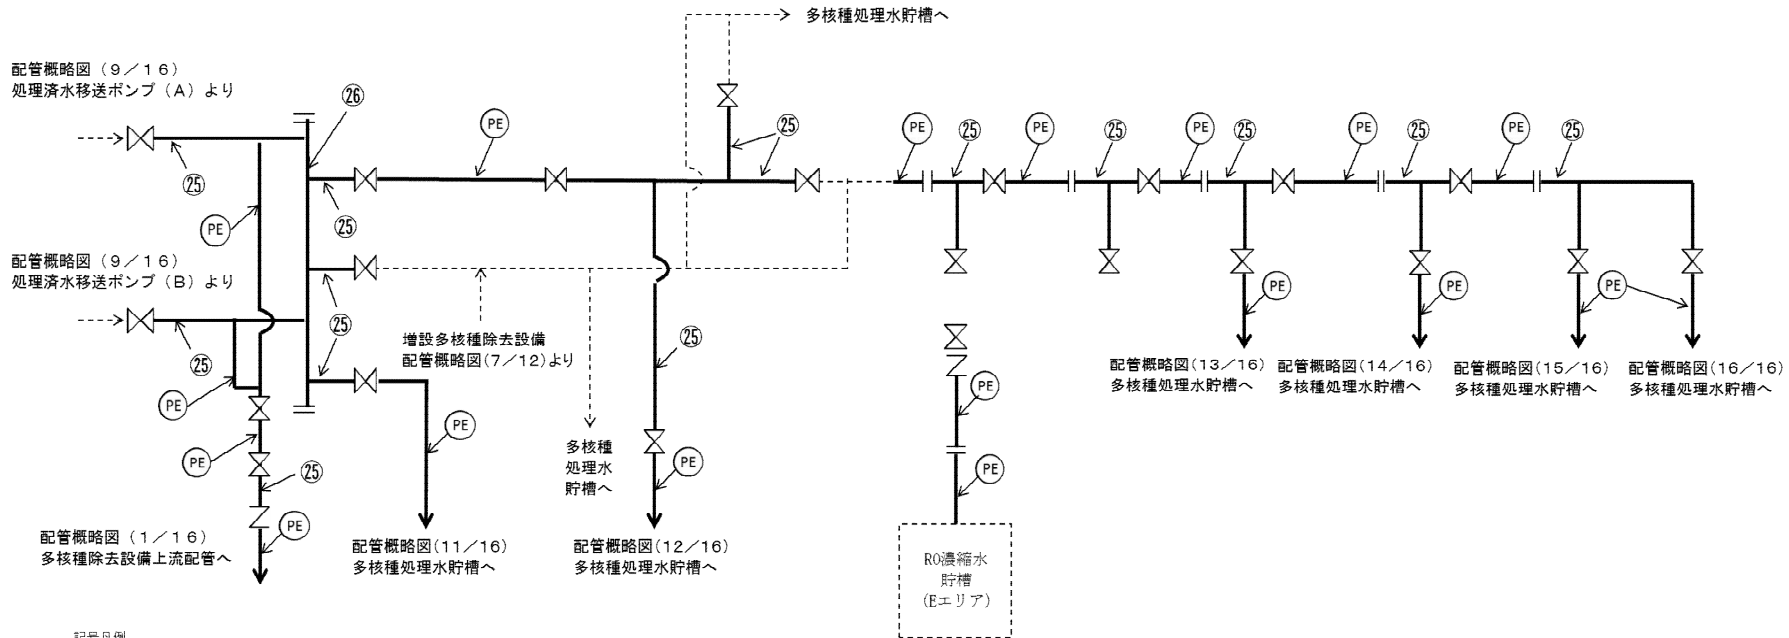 多核種処理水貯槽へ
配管概略図（9／16）
処理済水移送ポンプ（A）より
㉖
PE
㉕
PE
㉕
PE
㉕
PE
㉕
PE
㉕
PE
㉕
㉕
㉕
PE
配管概略図（9／16）
処理済水移送ポンプ（B）より
㉕
㉕
㉕
PE
PE
PE
増設多核種除去設備
配管概略図(7／12)より
配管概略図(13／16)
多核種処理水貯槽へ
配管概略図(14／16)
多核種処理水貯槽へ
配管概略図(15／16)
多核種処理水貯槽へ
配管概略図(16／16)
多核種処理水貯槽へ
PE
PE
PE
PE
㉕
多核種
処理水
貯槽へ
PE
PE
PE
配管概略図（1／16）
多核種除去設備上流配管へ
配管概略図(11／16)
多核種処理水貯槽へ
配管概略図(12／16)
多核種処理水貯槽へ
RO濃縮水
貯槽
(Eエリア)
記号凡例